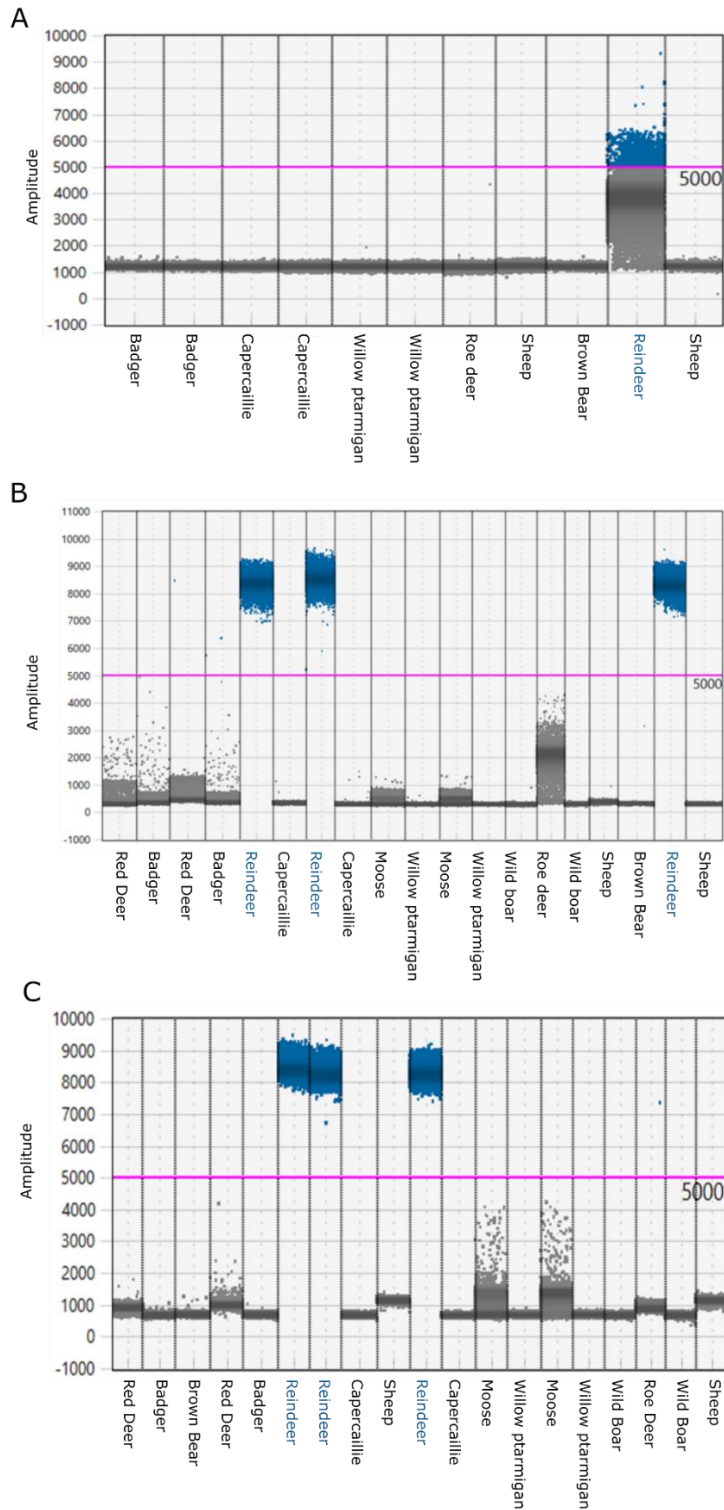 A
10000
9000
8000
7000
6000
5000
4000
3000
2000
1000
0
-1000
Amplitude
5000
Badger
Badger
Capercaillie
Capercaillie
Willow ptarmigan
Willow ptarmigan
Roe deer
Sheep
Brown Bear
Reindeer
Sheep
B
11000
10000
9000
8000
7000
6000
5000
4000
3000
2000
1000
0
-1000
Amplitude
5000
Red Deer
Badger
Red Deer
Badger
Reindeer
Capercaillie
Reindeer
Capercaillie
Moose
Willow ptarmigan
Moose
Willow ptarmigan
Wild boar
Roe deer
Wild boar
Sheep
Brown Bear
Reindeer
Sheep
C
10000
9000
8000
7000
6000
5000
4000
3000
2000
1000
0
-1000
Amplitude
5000
Red Deer
Badger
Brown Bear
Red Deer
Badger
Reindeer
Reindeer
Capercaillie
Sheep
Reindeer
Capercaillie
Moose
Willow ptarmigan
Moose
Willow ptarmigan
Wild Boar
Roe Deer
Wild Boar
Sheep